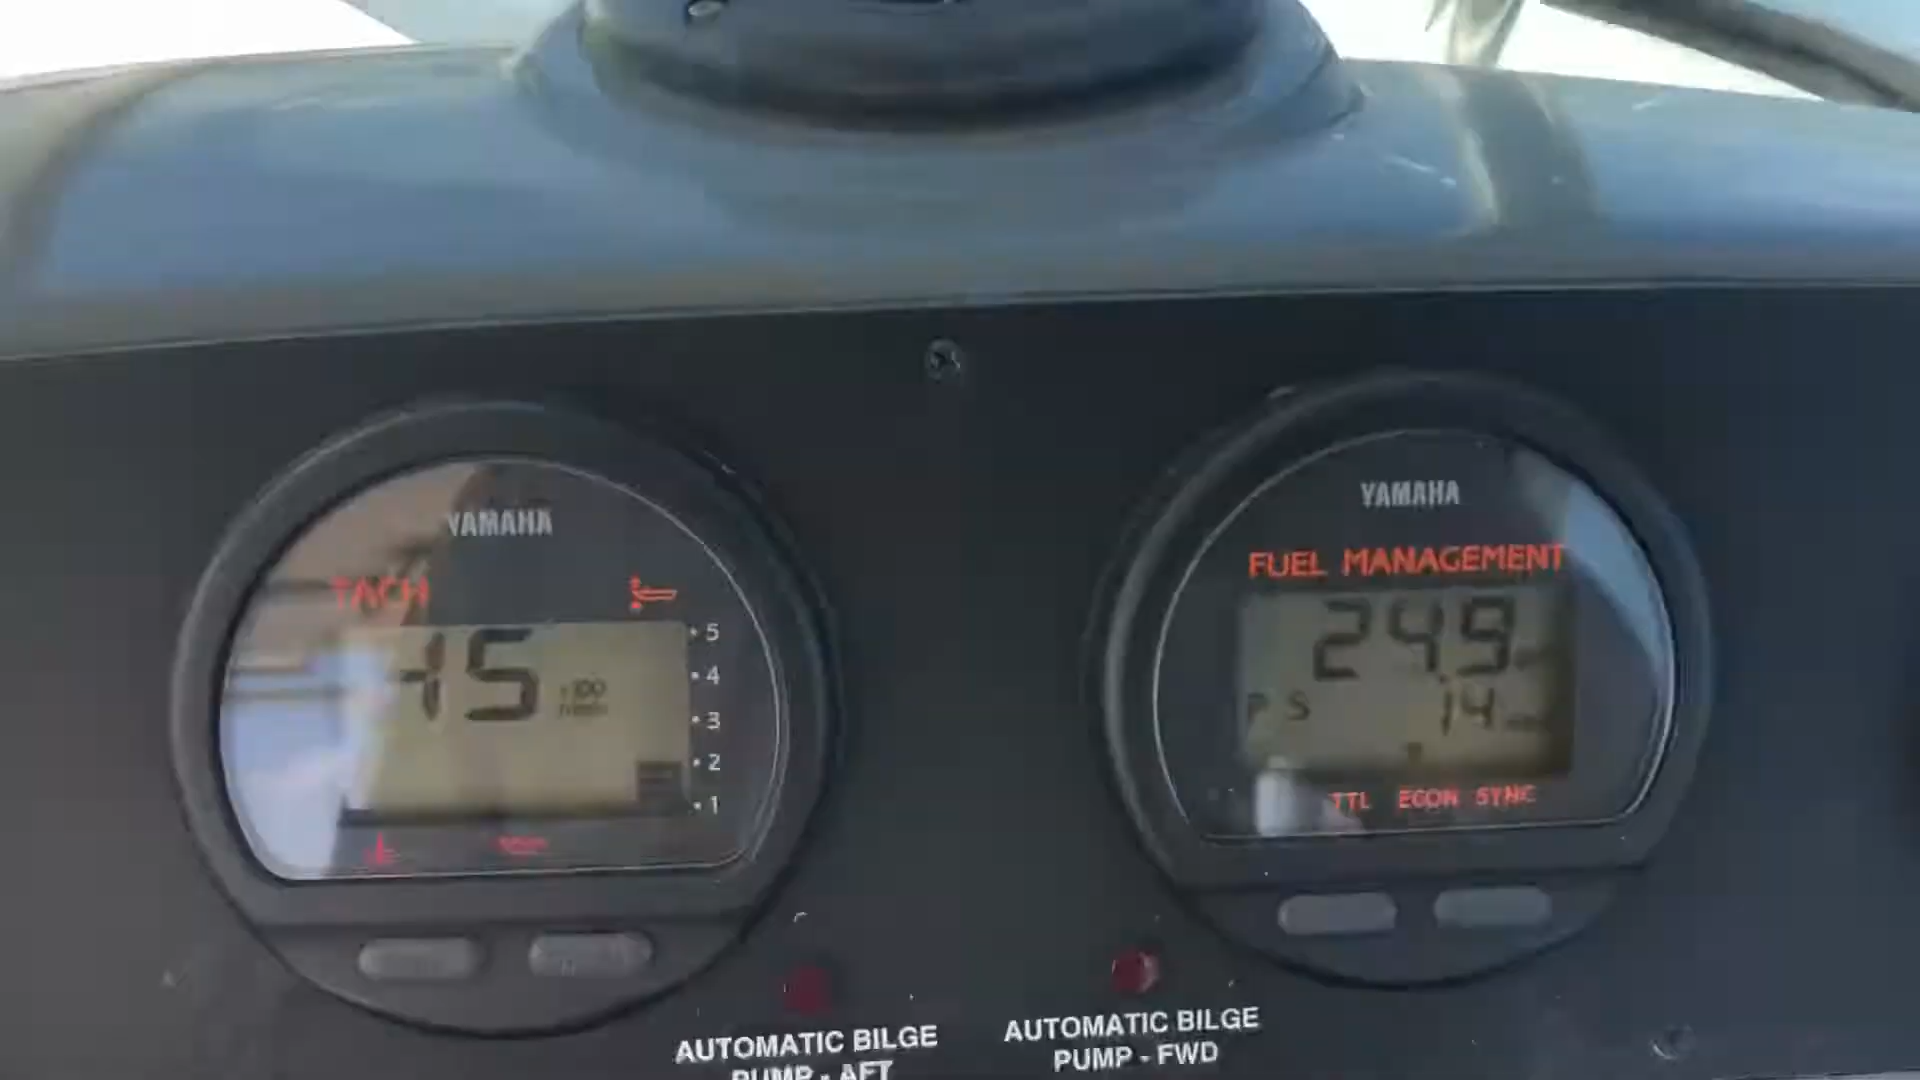 YAMAHA
TACH
5
4
3
2
1
YAMAHA
FUEL MANAGEMENT
24.9
P S 14
TTL ECON SYNC
AUTOMATIC BILGE
PUMP - AFT
AUTOMATIC BILGE
PUMP - FWD